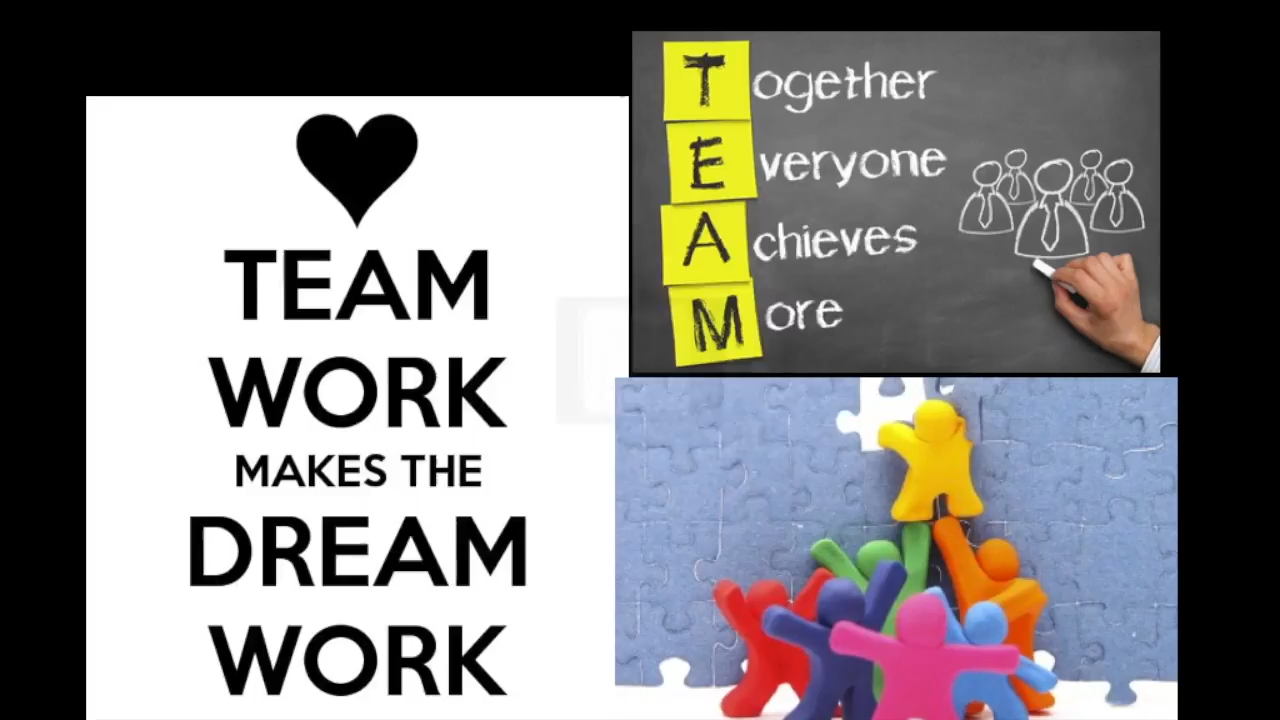 TEAM
WORK
MAKES THE
DREAM
WORK
Together
Everyone
Achieves
More